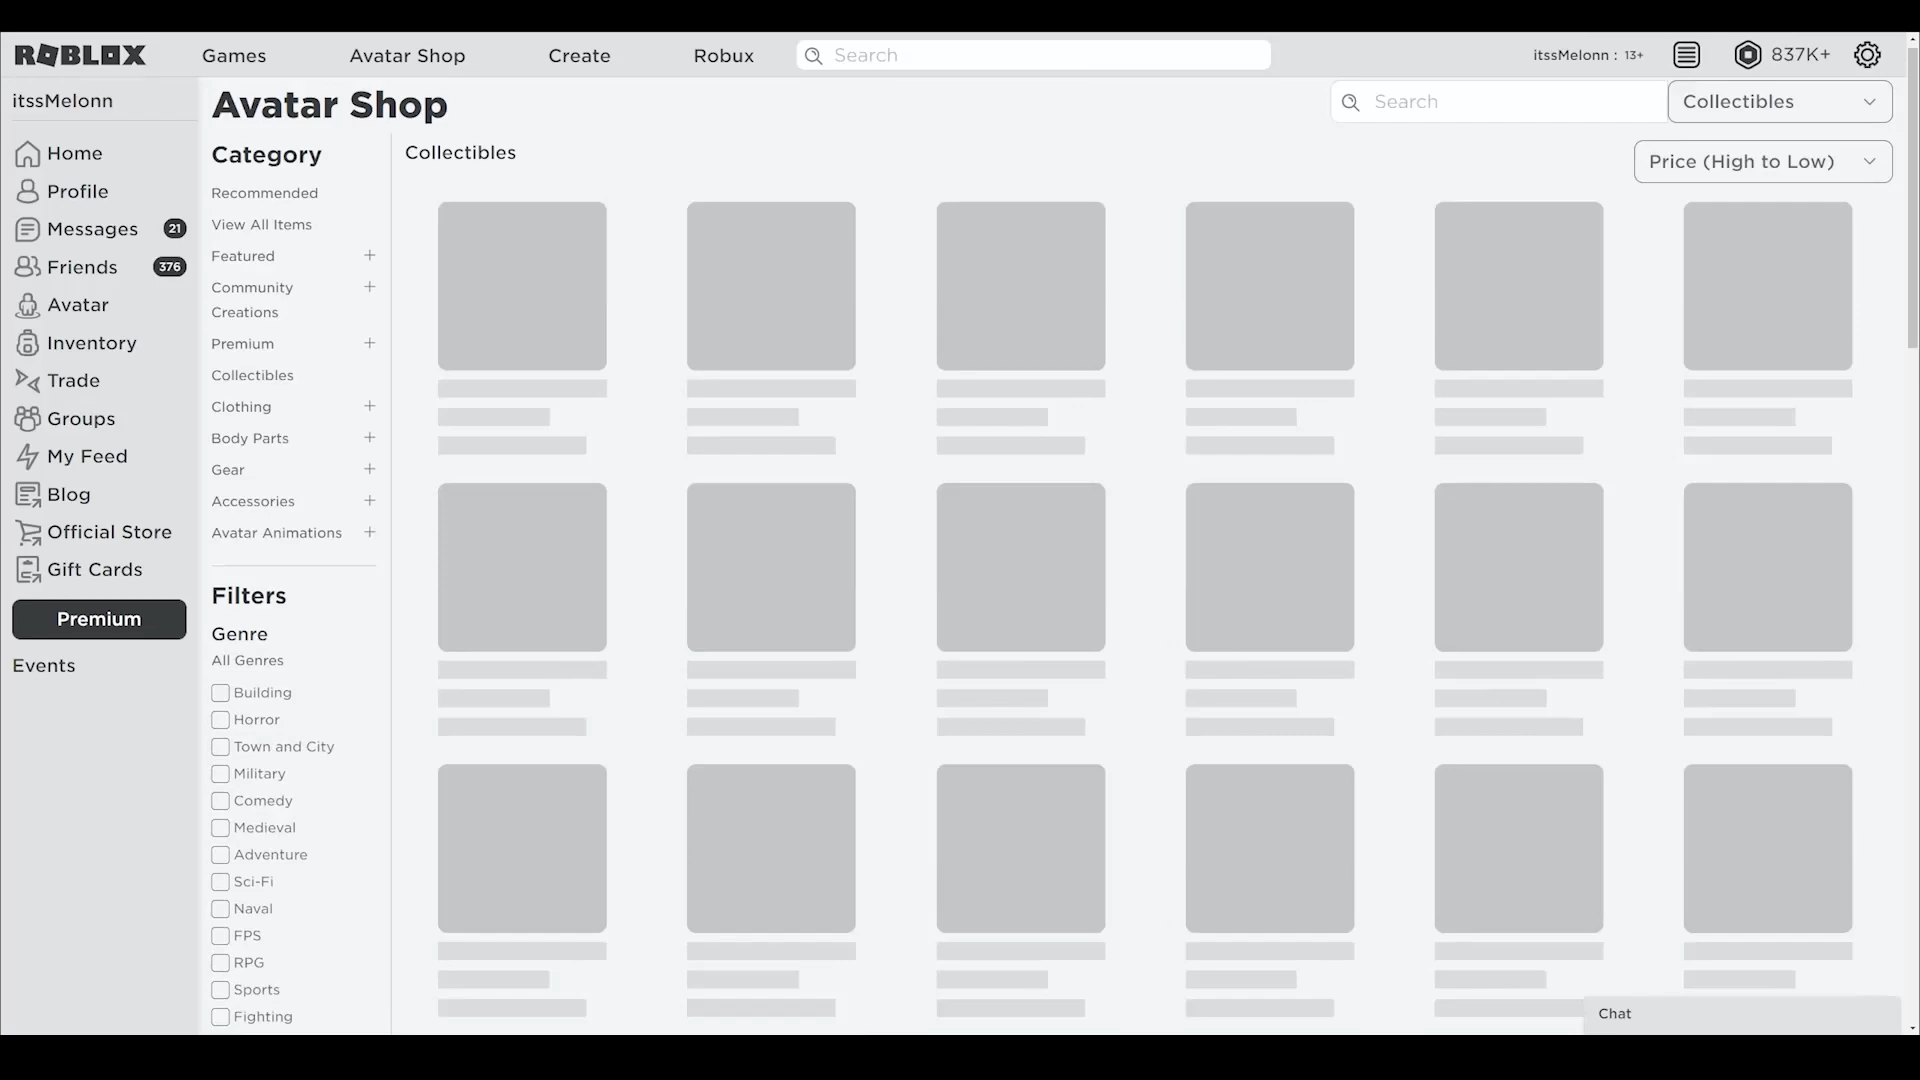 ROBLOX Games Avatar Shop Create Robux Search itssMelonn : 13+ 837K+
itssMelonn
Home
Profile
Messages 21
Friends 376
Avatar
Inventory
Trade
Groups
My Feed
Blog
Official Store
Gift Cards
Premium
Events
Avatar Shop
Search
Collectibles
Category
Recommended
View All Items
Featured +
Community +
Creations
Premium +
Collectibles
Clothing +
Body Parts +
Gear +
Accessories +
Avatar Animations +
Filters
Genre
All Genres
Building
Horror
Town and City
Military
Comedy
Medieval
Adventure
Sci-Fi
Naval
FPS
RPG
Sports
Fighting
Collectibles
Price (High to Low)
Chat